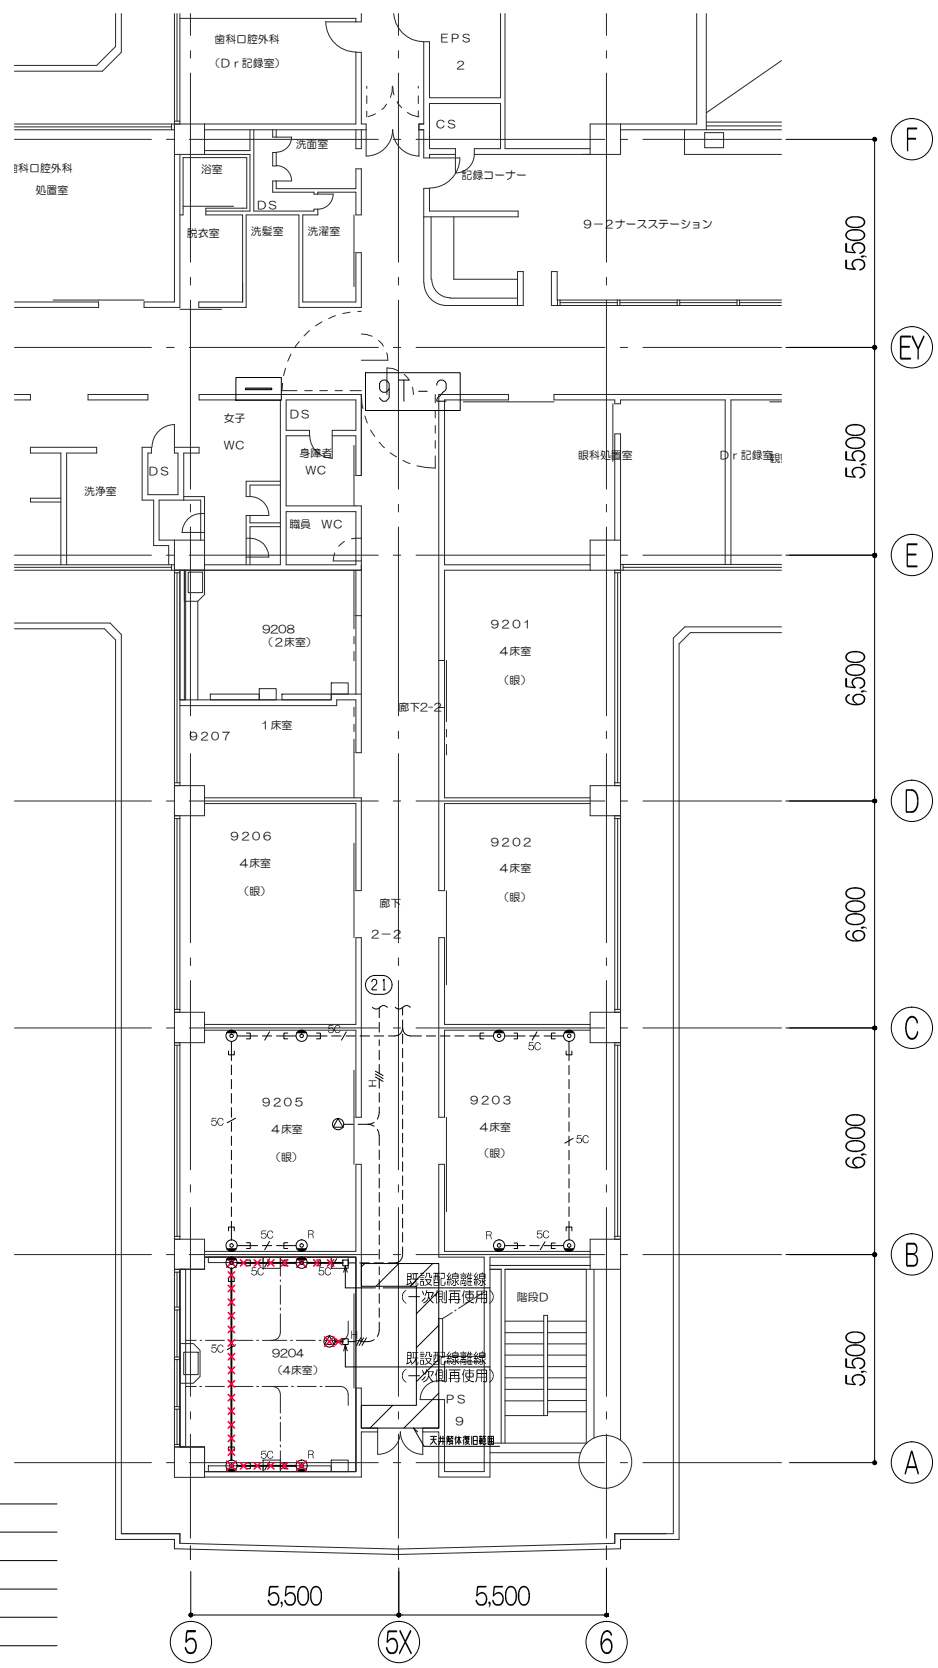 歯科口腔外科
(Dr記録室)
EPS
2
CS
F
洗面室
歯科口腔外科
処置室
浴室
記録コーナー
DS
脱衣室
洗髪室
洗濯室
9-2ナースステーション
5,500
EY
9T-2
女子
WC
DS
身障者
WC
眼科処置室
Dr記録室
5,500
DS
洗浄室
職員 WC
E
9208
(2床室)
9201
4床室
(眼)
6,500
廊下2-2
9207
1床室
D
9206
4床室
(眼)
9202
4床室
(眼)
廊下
2-2
6,000
21
C
5C
5C
H
9205
4床室
(眼)
9203
4床室
(眼)
5C
5C
6,000
5C
R
R
5C
B
5C
5C
既設配線離線
(一次側再使用)
階段D
H
5C
9204
(4床室)
既設配線離線
(一次側再使用)
5,500
PS
9
天井解体復旧範囲
5C
R
A
5,500
5,500
5
5X
6